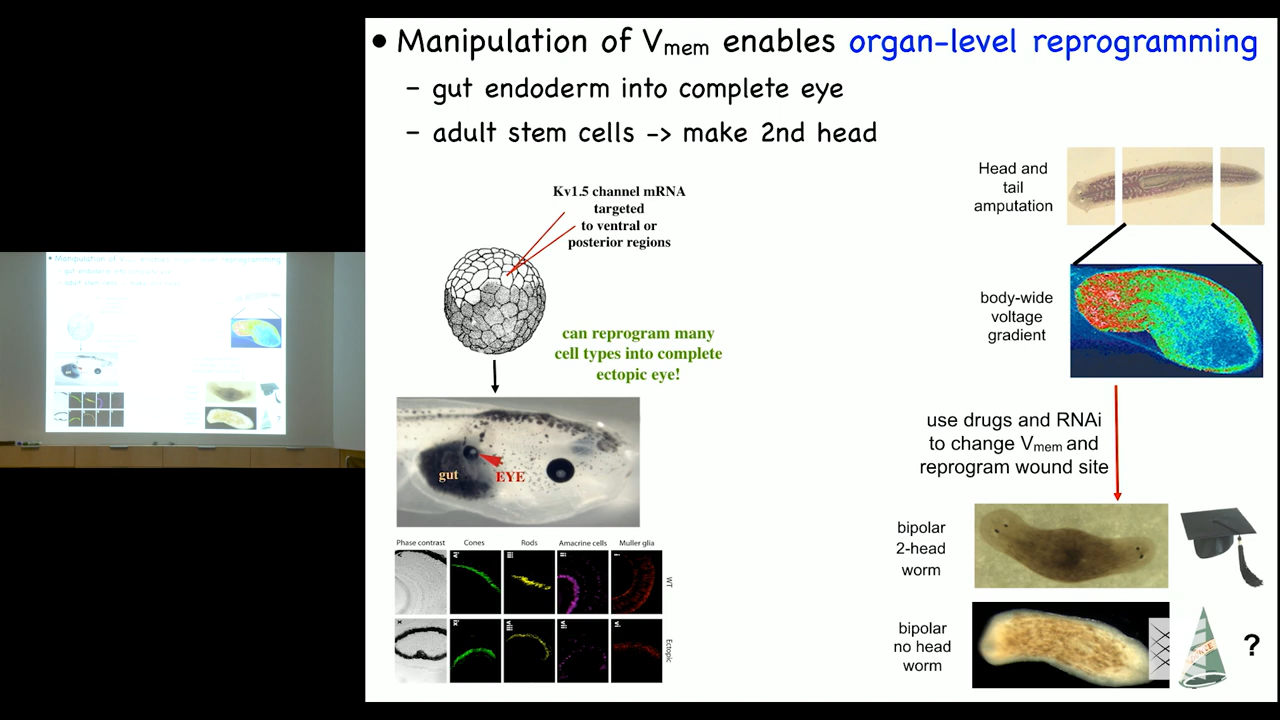 • Manipulation of Vmem enables organ-level reprogramming
– gut endoderm into complete eye
– adult stem cells -> make 2nd head
Kv1.5 channel mRNA
targeted
to ventral or
posterior regions
can reprogram many
cell types into complete
ectopic eye!
gut
EYE
Phase contrast
Cones
Rods
Amacrine cells
Muller glia
WT
Ectopic
Head and
tail
amputation
body-wide
voltage
gradient
use drugs and RNAi
to change Vmem and
reprogram wound site
bipolar
2-head
worm
bipolar
no head
worm
?